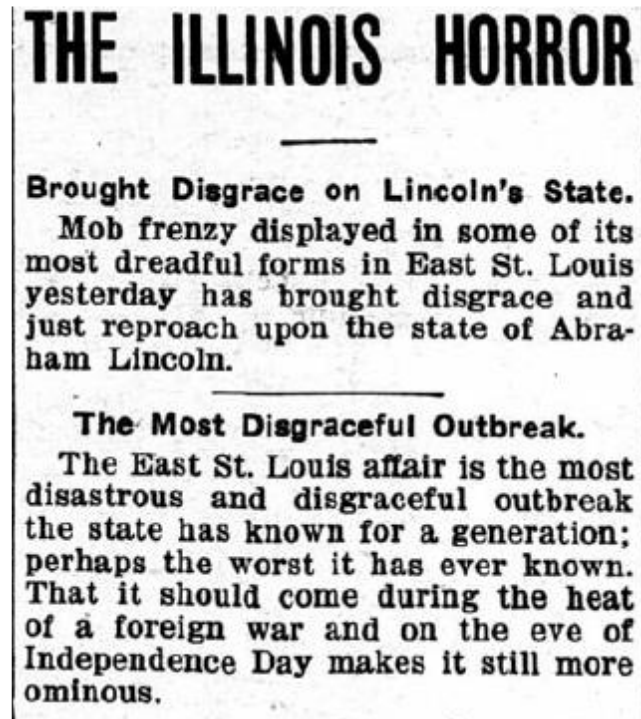 THE ILLINOIS HORROR
Brought Disgrace on Lincoln's State.
Mob frenzy displayed in some of its
most dreadful forms in East St. Louis
yesterday has brought disgrace and
just reproach upon the state of Abra-
ham Lincoln.
The Most Disgraceful Outbreak.
The East St. Louis affair is the most
disastrous and disgraceful outbreak
the state has known for a generation;
perhaps the worst it has ever known.
That it should come during the heat
of a foreign war and on the eve of
Independence Day makes it still more
ominous.